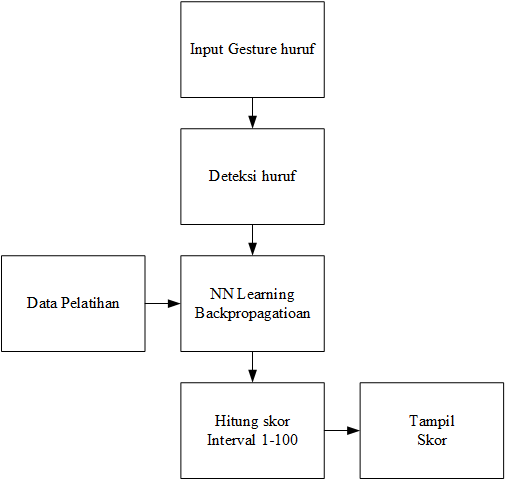 Input Gesture huruf
Deteksi huruf
Data Pelatihan
NN Learning
Backpropagatioan
Hitung skor
Interval 1-100
Tampil
Skor